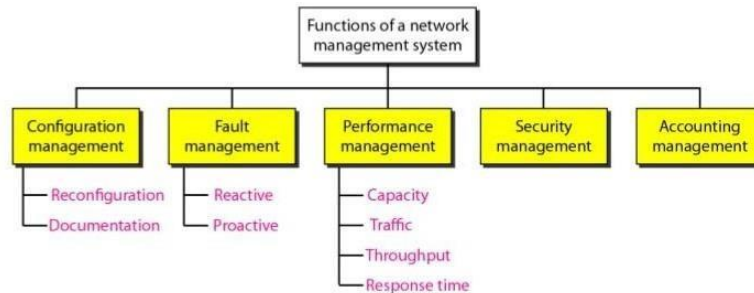 Functions of a network
management system
Configuration
management
Fault
management
Performance
management
Security
management
Accounting
management
Reconfiguration
Documentation
Reactive
Proactive
Capacity
Traffic
Throughput
Response time